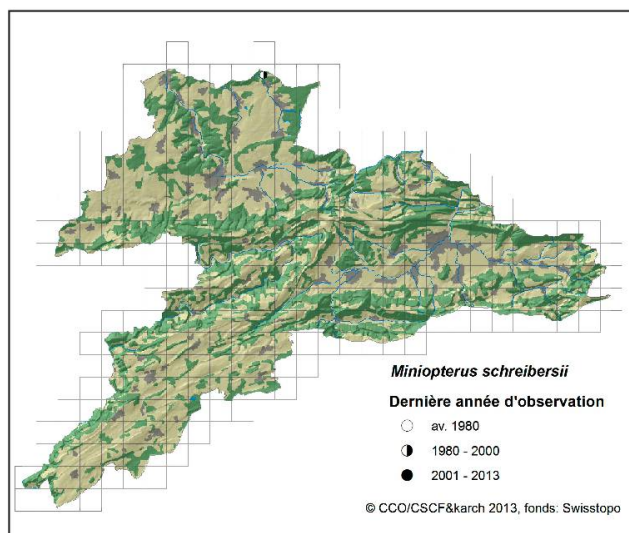 Miniopterus schreibersii
Dernière année d'observation
av. 1980
1980 - 2000
2001 - 2013
© CCO/CSCF&karch 2013, fonds: Swisstopo